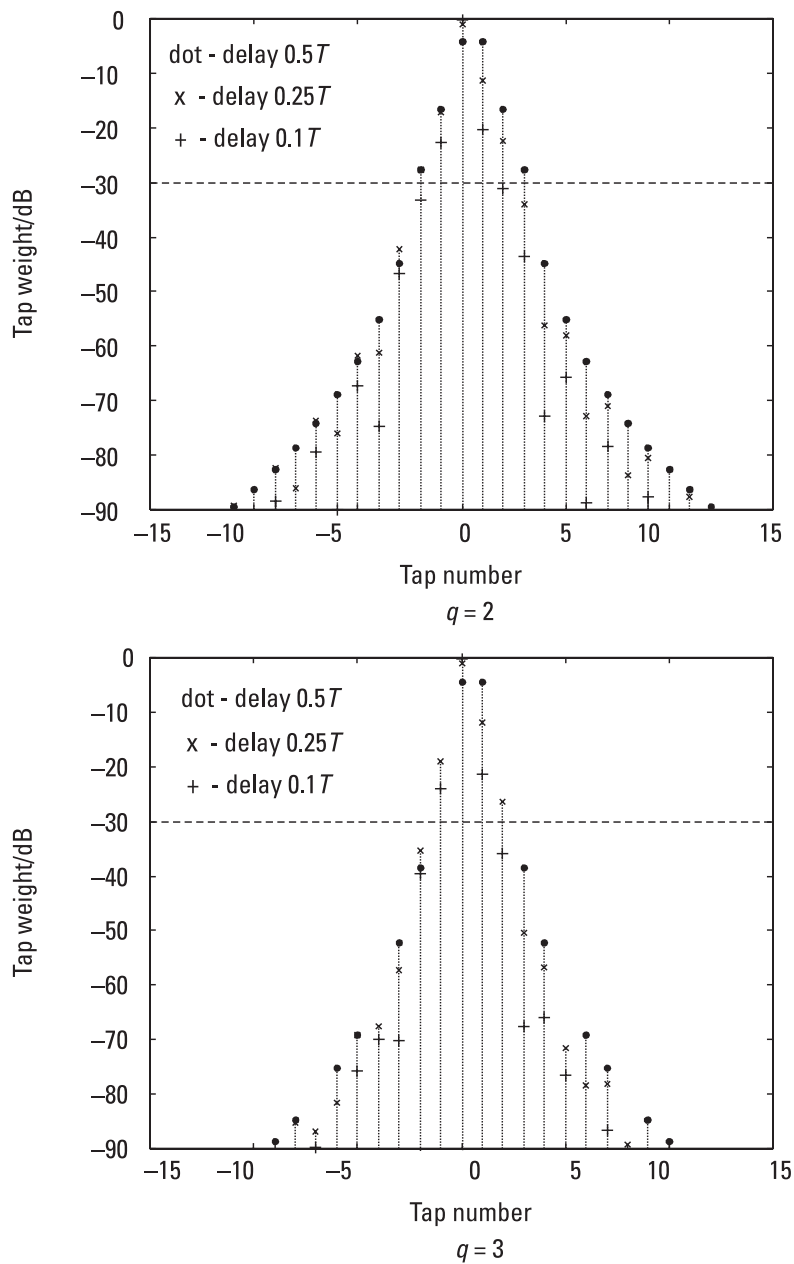 0
−10
−20
−30
−40
−50
−60
−70
−80
−90
dot - delay 0.5T
x - delay 0.25T
+ - delay 0.1T
Tap weight/dB
−15
−10
−5
0
5
10
15
Tap number
q = 2
0
−10
−20
−30
−40
−50
−60
−70
−80
−90
dot - delay 0.5T
x - delay 0.25T
+ - delay 0.1T
Tap weight/dB
−15
−10
−5
0
5
10
15
Tap number
q = 3